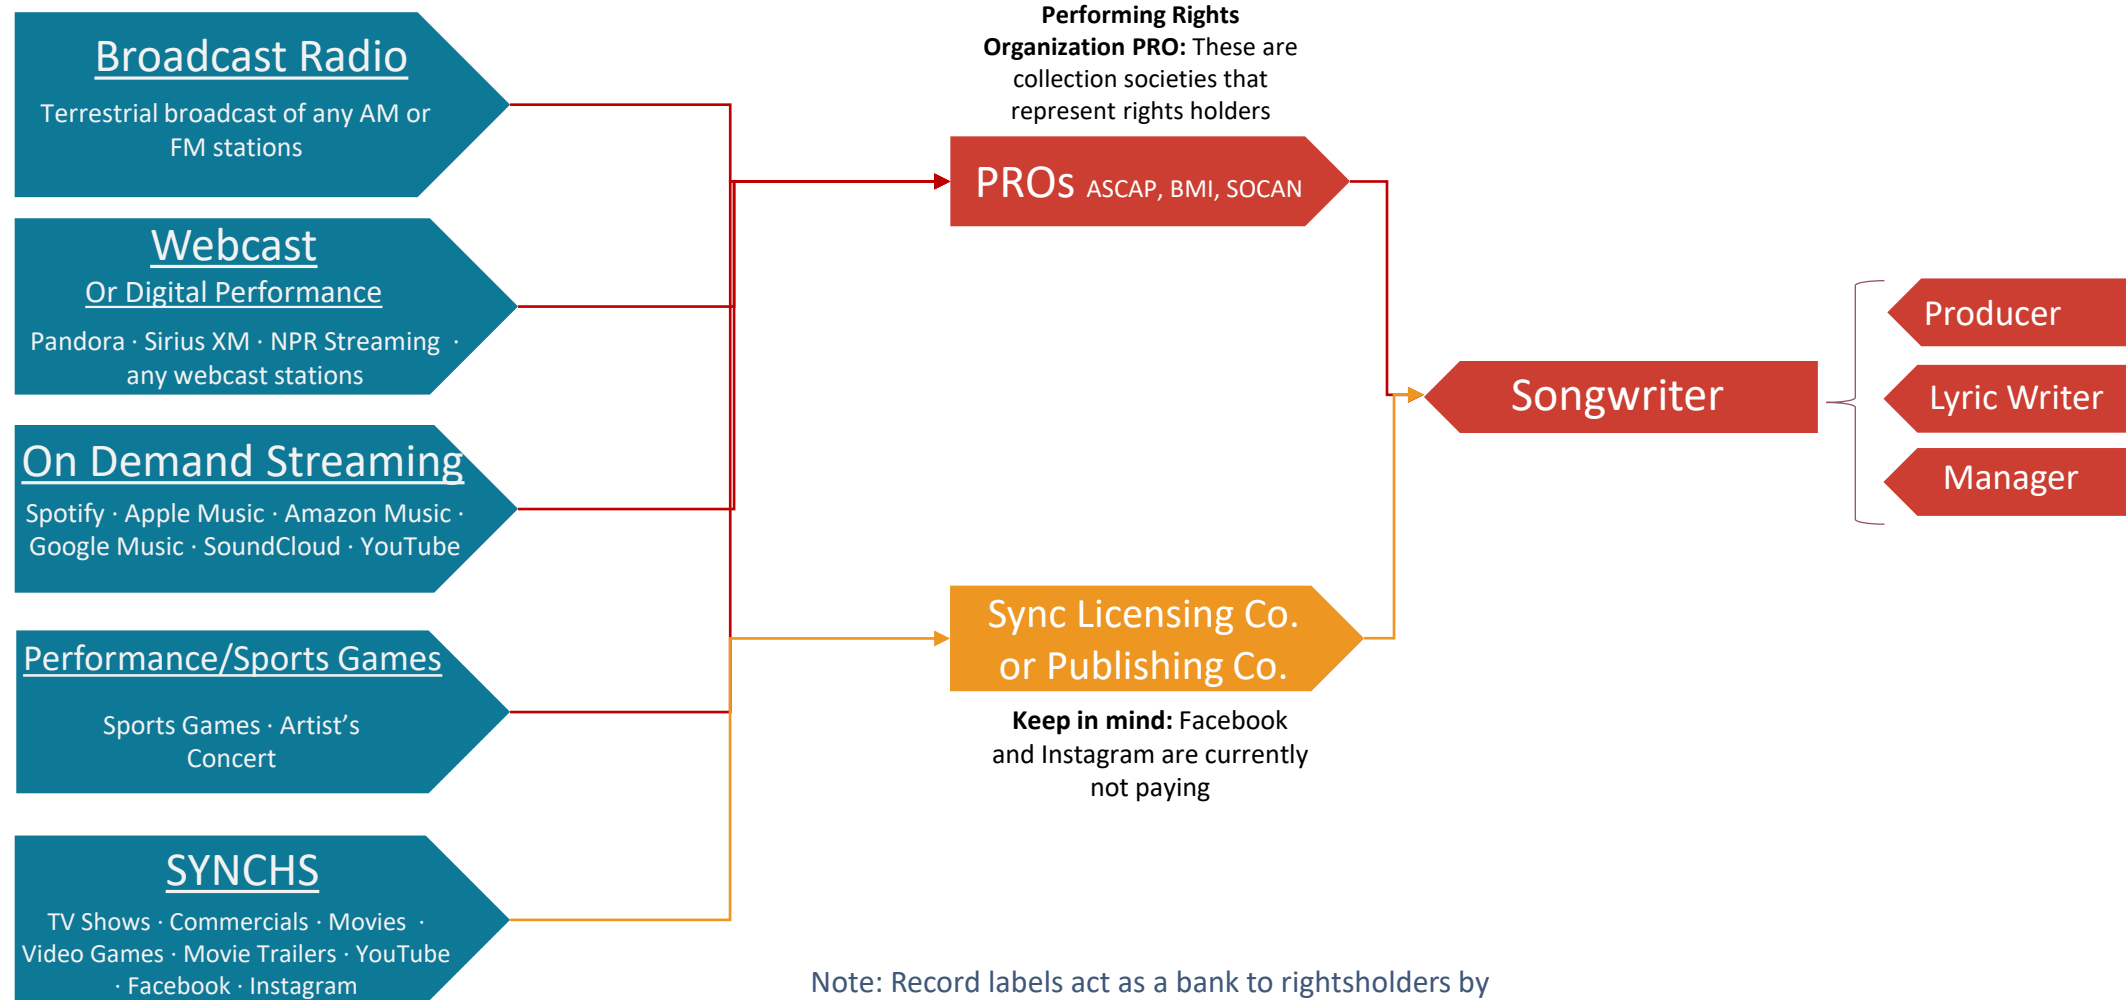 Broadcast Radio
Terrestrial broadcast of any AM or
FM stations
Webcast
Or Digital Performance
Pandora · Sirius XM · NPR Streaming ·
any webcast stations
On Demand Streaming
Spotify · Apple Music · Amazon Music ·
Google Music · SoundCloud · YouTube
Performance/Sports Games
Sports Games · Artist’s
Concert
SYNCHS
TV Shows · Commercials · Movies ·
Video Games · Movie Trailers · YouTube
· Facebook · Instagram
Performing Rights
Organization PRO: These are
collection societies that
represent rights holders
PROs ASCAP, BMI, SOCAN
Sync Licensing Co.
or Publishing Co.
Keep in mind: Facebook
and Instagram are currently
not paying
Songwriter
Producer
Lyric Writer
Manager
Note: Record labels act as a bank to rightsholders by